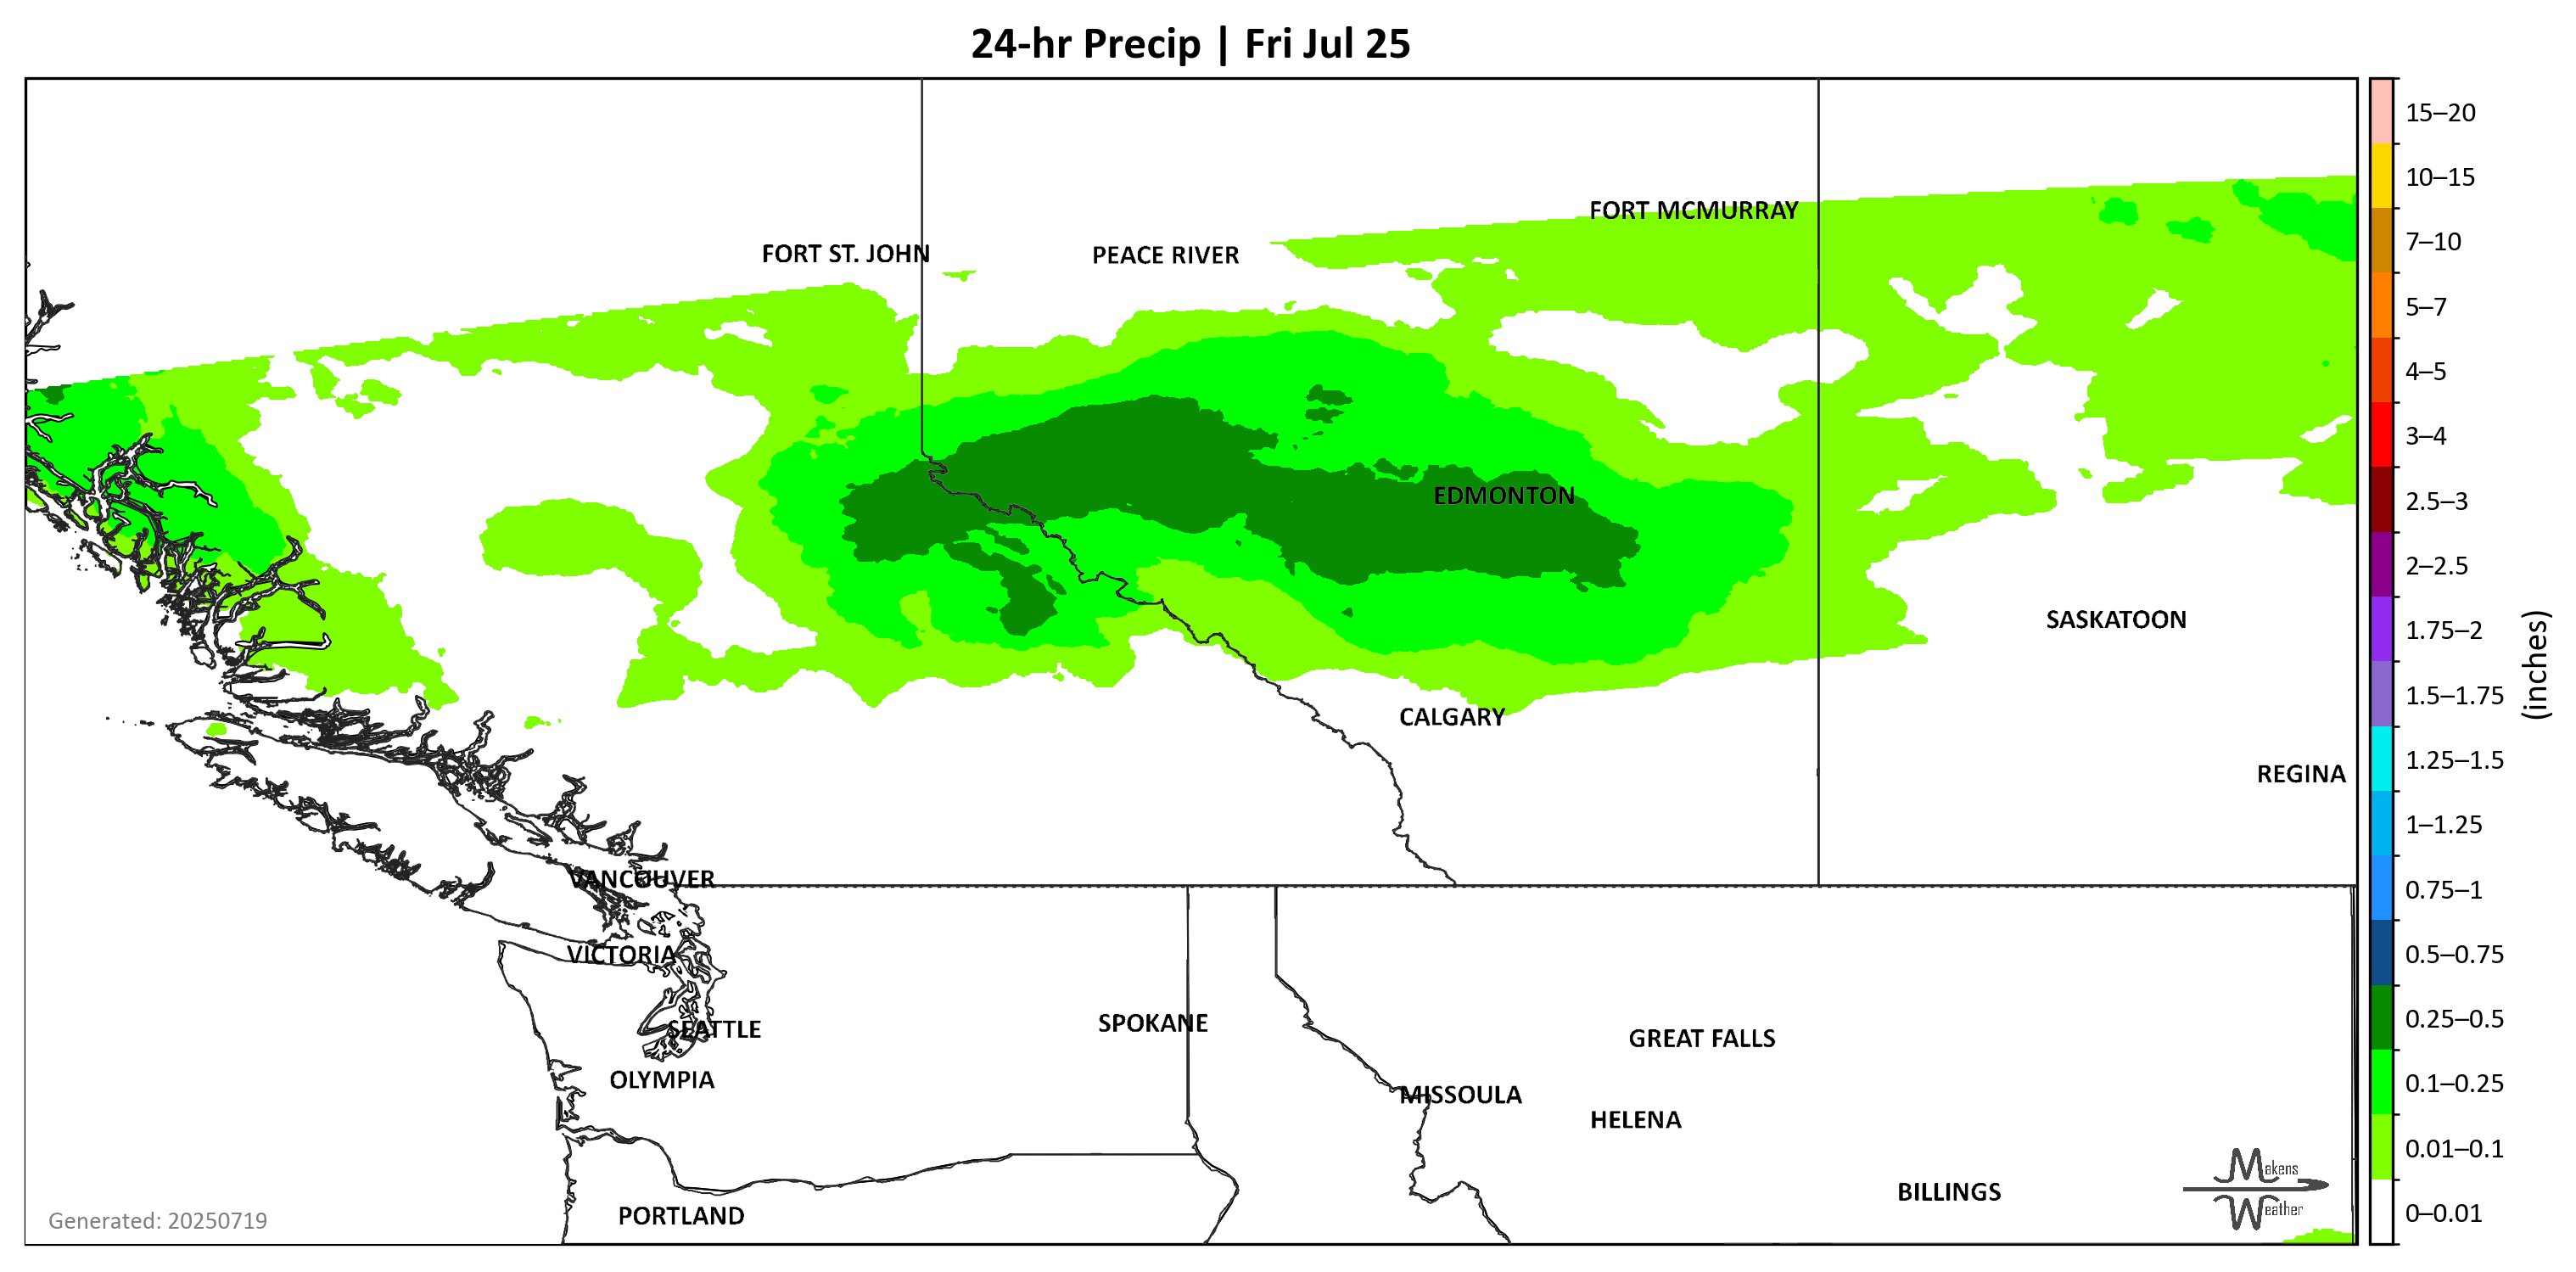 24-hr Precip | Fri Jul 25
FORT MCMURRAY
FORT ST. JOHN
PEACE RIVER
EDMONTON
SASKATOON
CALGARY
REGINA
VANCOUVER
VICTORIA
SEATTLE
SPOKANE
GREAT FALLS
OLYMPIA
MISSOULA
HELENA
BILLINGS
PORTLAND
Generated: 20250719
Makens
Weather
15–20
10–15
7–10
5–7
4–5
3–4
2.5–3
2–2.5
1.75–2
1.5–1.75
1.25–1.5
1–1.25
0.75–1
0.5–0.75
0.25–0.5
0.1–0.25
0.01–0.1
0–0.01
(inches)